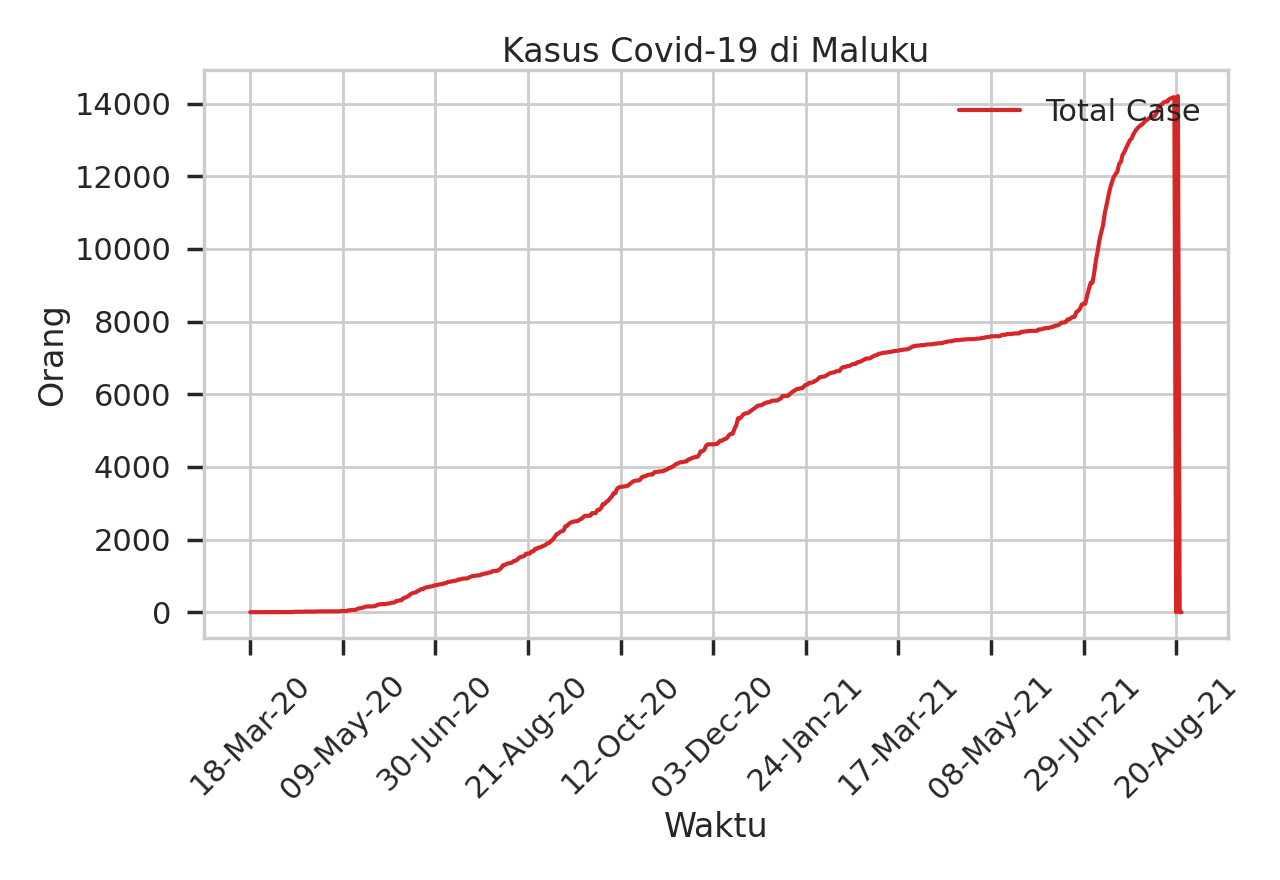 Kasus Covid-19 di Maluku
Total Case
14000
12000
10000
8000
6000
4000
2000
0
Orang
18-Mar-20
09-May-20
30-Jun-20
21-Aug-20
12-Oct-20
03-Dec-20
24-Jan-21
17-Mar-21
08-May-21
29-Jun-21
20-Aug-21
Waktu